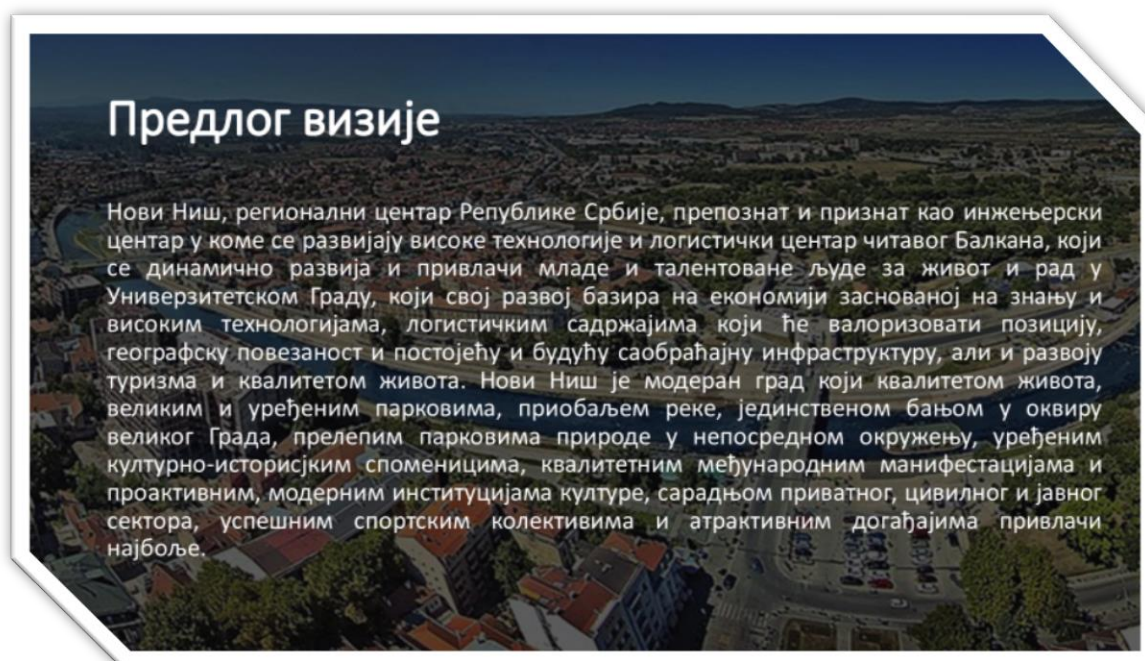 Предлог визије
Нови Ниш, регионални центар Републике Србије, препознат и признат као инжењерски
центар у коме се развијају високе технологије и логистички центар читавог Балкана, који
се динамично развија и привлачи младе и талентоване људе за живот и рад у
Универзитетском Граду, који свој развој базира на економији заснованој на знању и
високим технологијама, логистичким садржајима који ће валоризовати позицију,
географску повезаност и постојећу и будућу саобраћајну инфраструктуру, али и развоју
туризма и квалитетом живота. Нови Ниш је модеран град који квалитетом живота,
великим и уређеним парковима, приобаљем реке, јединственом бањом у оквиру
великог Града, прелепим парковима природе у непосредном окружењу, уређеним
културно-историсјким споменицима, квалитетним међународним манифестацијама и
проактивним, модерним институцијама културе, сарадњом приватног, цивилног и јавног
сектора, успешним спортским колективима и атрактивним догађајима привлачи
најбоље.